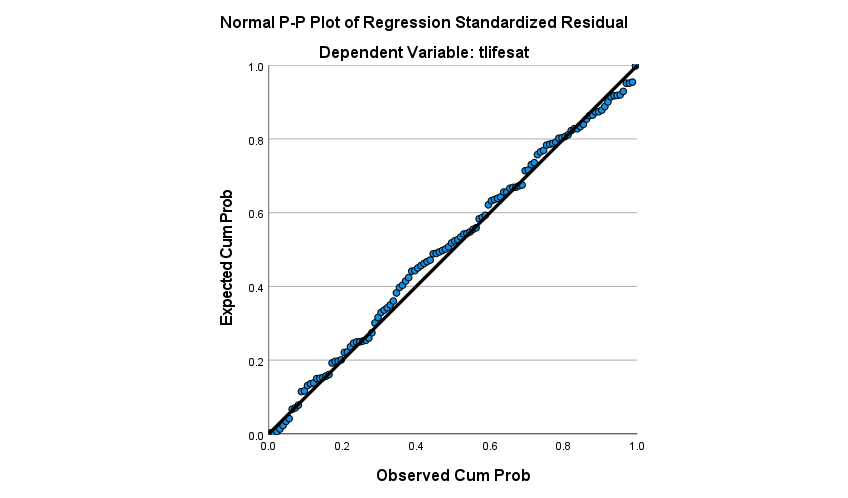 Normal P-P Plot of Regression Standardized Residual
Dependent Variable: tlifesat
Expected Cum Prob
1.0
0.8
0.6
0.4
0.2
0.0
0.0 0.2 0.4 0.6 0.8 1.0
Observed Cum Prob